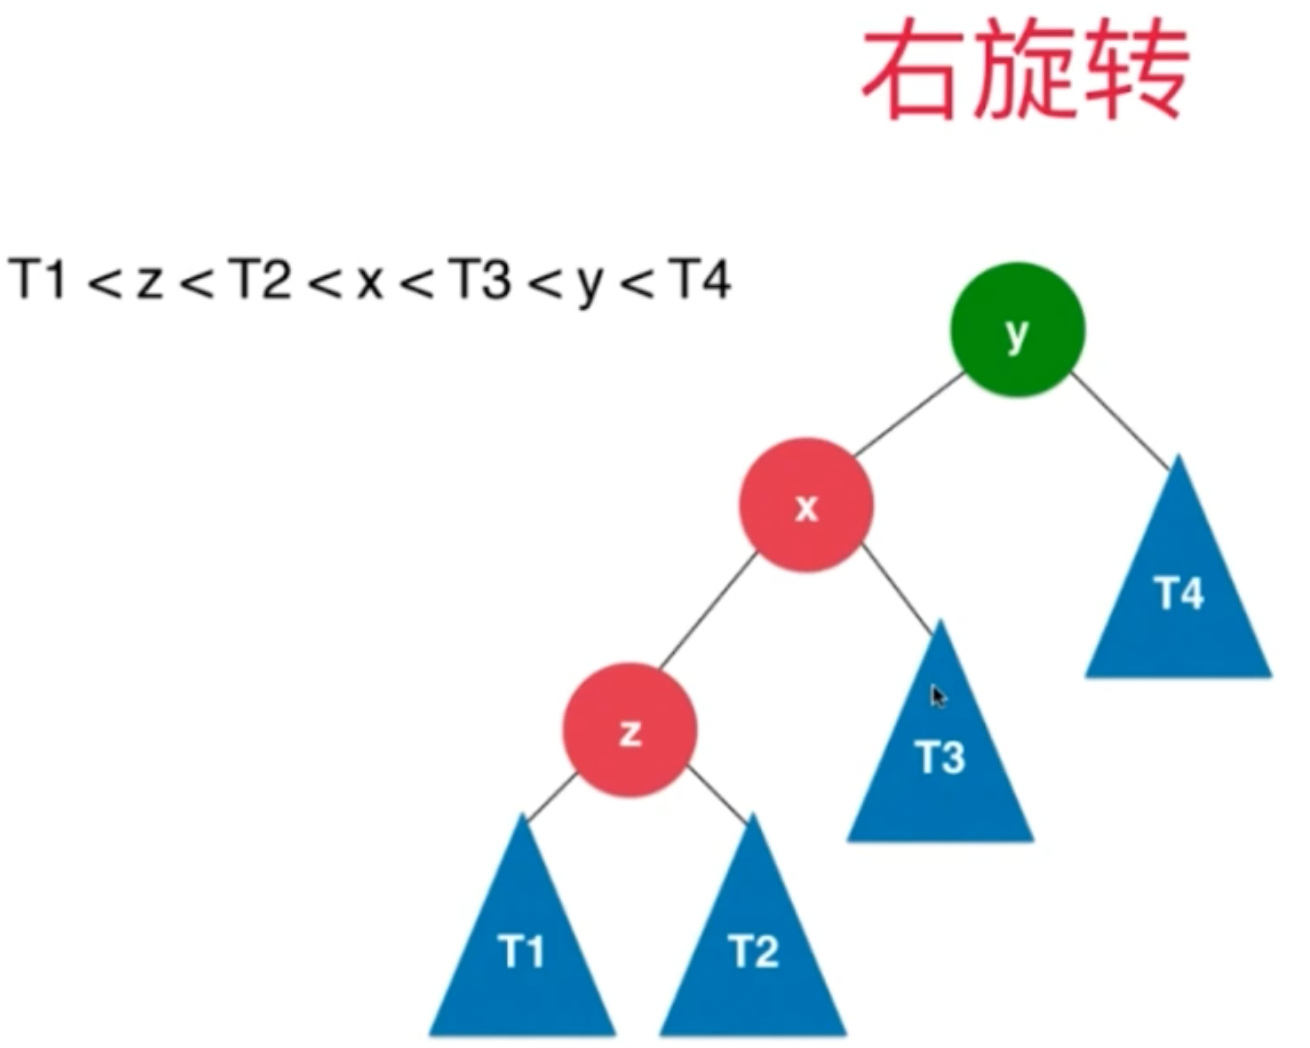 右旋转
T1 < z < T2 < x < T3 < y < T4
y
x
T4
z
T3
T1
T2